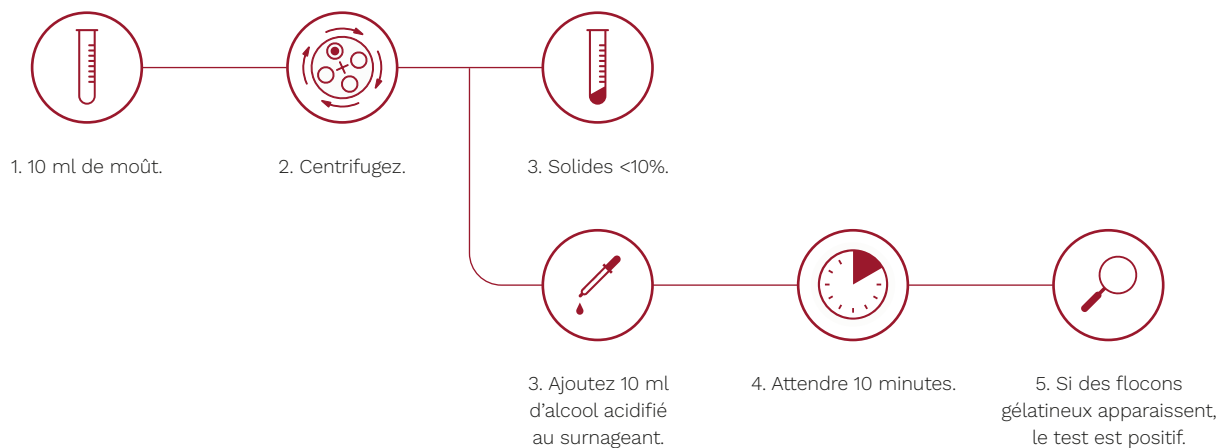 1. 10 ml de moût.
2. Centrifugez.
3. Solides <10%.
3. Ajoutez 10 ml
d’alcool acidifié
au surnageant.
4. Attendre 10 minutes.
5. Si des flocons
gélatineux apparaissent,
le test est positif.